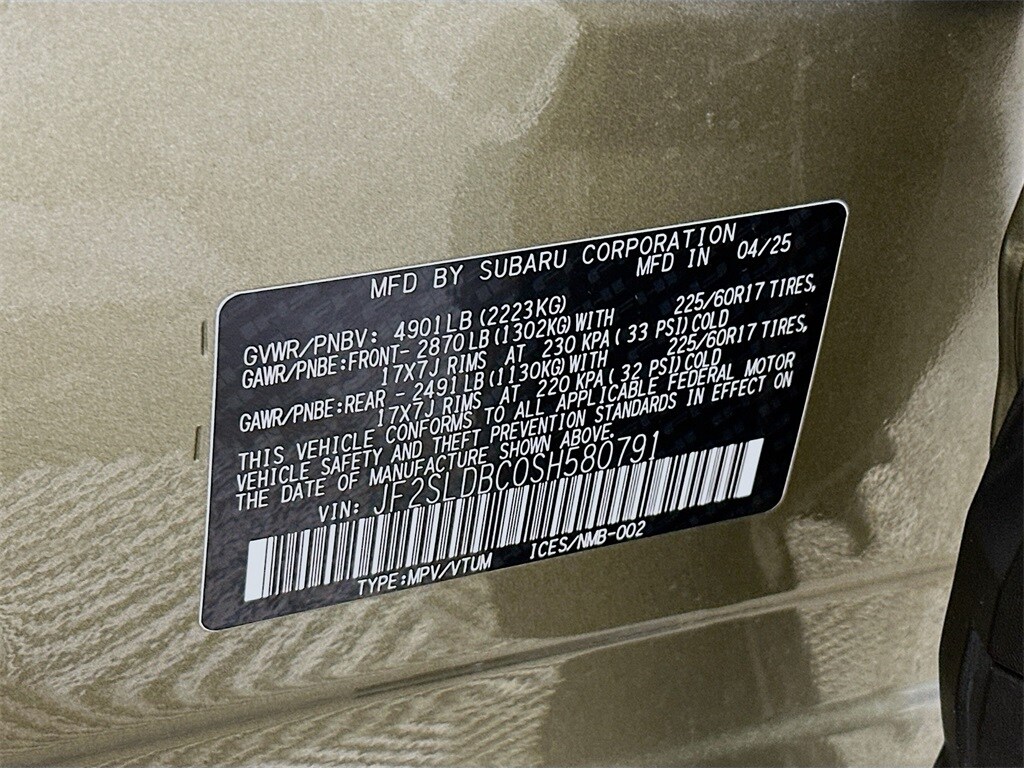 MFD BY SUBARU CORPORATION
MFD IN 04/25
GVWR/PNBV: 4901LB(2223KG)
GAWR/PNBE:FRONT- 2870LB(1302KG)WITH 225/60R17 TIRES,
17X7J RIMS AT 230 KPA( 33 PSI)COLD
GAWR/PNBE:REAR - 2491LB(1130KG)WITH 225/60R17 TIRES,
17X7J RIMS AT 220 KPA( 32 PSI)COLD
THIS VEHICLE CONFORMS TO ALL APPLICABLE FEDERAL MOTOR
VEHICLE SAFETY AND THEFT PREVENTION STANDARDS IN EFFECT ON
THE DATE OF MANUFACTURE SHOWN ABOVE.
VIN: JF2SLDBC0SH580791
TYPE:MPV/VTUM ICES/NMB-002